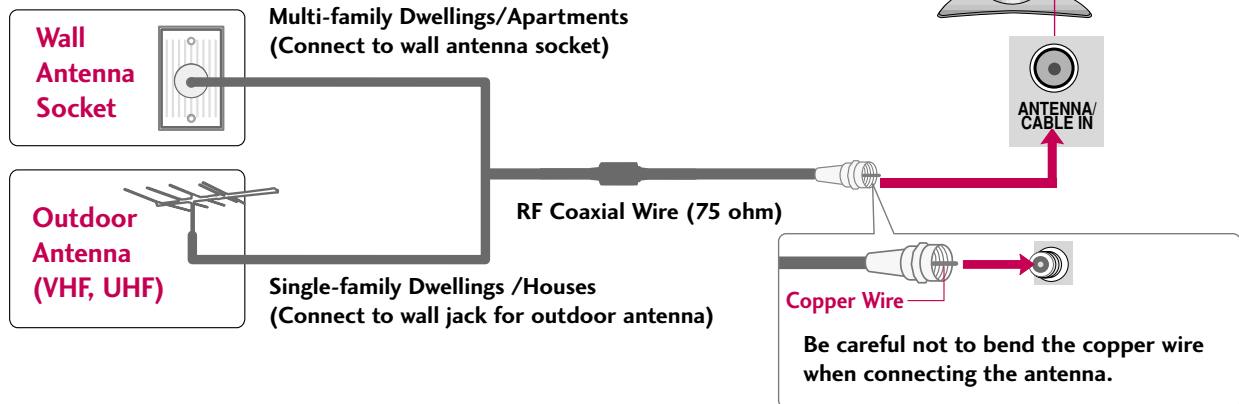 Wall
Antenna
Socket
Multi-family Dwellings/Apartments
(Connect to wall antenna socket)
ANTENNA/
CABLE IN
Outdoor
Antenna
(VHF, UHF)
RF Coaxial Wire (75 ohm)
Single-family Dwellings /Houses
(Connect to wall jack for outdoor antenna)
Copper Wire
Be careful not to bend the copper wire
when connecting the antenna.